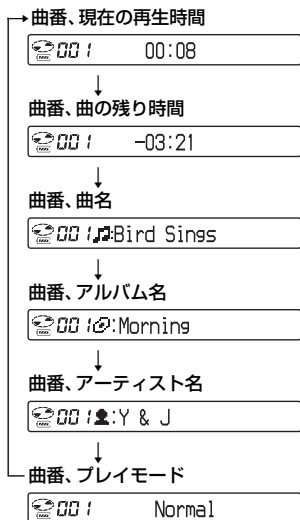 曲番、現在の再生時間
001 00:08
曲番、曲の残り時間
001 -03:21
曲番、曲名
001 :Bird Sings
曲番、アルバム名
001 :Morning
曲番、アーティスト名
001 :Y & J
曲番、プレイモード
001 Normal